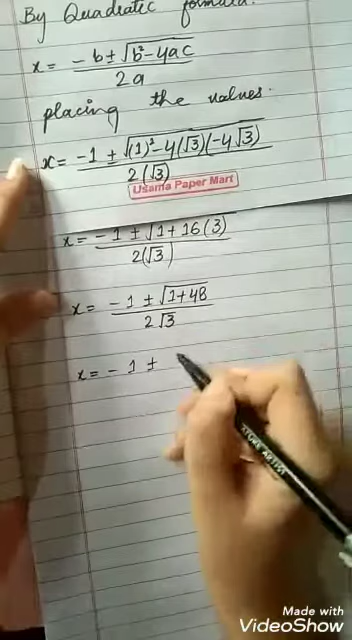 By Quadratic formula.
x = -b ± √b² - 4ac / 2a
placing the values.
x = -1 ± √(1)² - 4(√3)(-4√3) / 2(√3)
Usama Paper Mart
x = -1 ± √1 + 16(3) / 2(√3)
x = -1 ± √1+48 / 2√3
x = - 1 ±
Made with
VideoShow